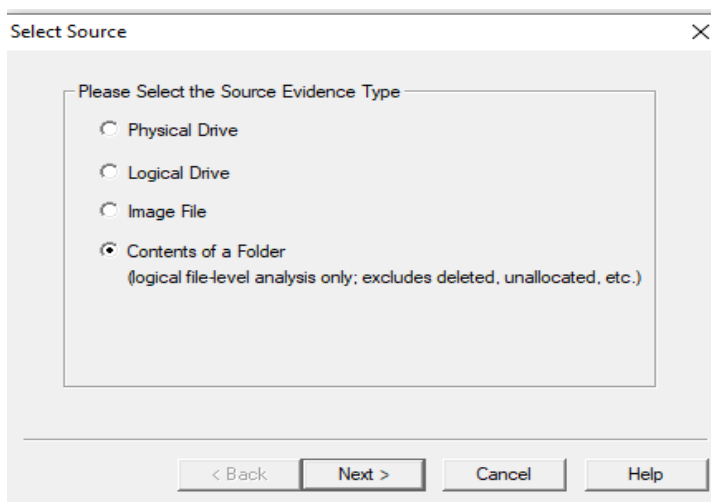 Select Source
Please Select the Source Evidence Type
Physical Drive
Logical Drive
Image File
Contents of a Folder
(logical file-level analysis only; excludes deleted, unallocated, etc.)
< Back Next > Cancel Help